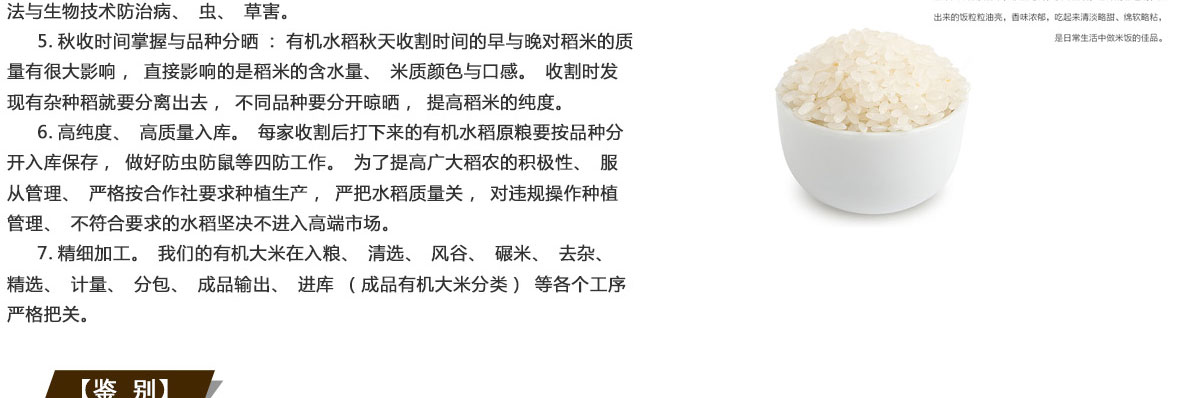 法与生物技术防治病、 虫、 草害。
5. 秋收时间掌握与品种分晒 ：有机水稻秋天收割时间的早与晚对稻米的质
量有很大影响， 直接影响的是稻米的含水量、 米质颜色与口感。 收割时发
现有杂种稻就要分离出去， 不同品种要分开晾晒， 提高稻米的纯度。
6. 高纯度、 高质量入库。 每家收割后打下来的有机水稻原粮要按品种分
开入库保存， 做好防虫防鼠等四防工作。 为了提高广大稻农的积极性、 服
从管理、 严格按合作社要求种植生产， 严把水稻质量关， 对违规操作种植
管理、 不符合要求的水稻坚决不进入高端市场。
7. 精细加工。 我们的有机大米在入粮、 清选、 风谷、 碾米、 去杂、
精选、 计量、 分包、 成品输出、 进库 （成品有机大米分类） 等各个工序
严格把关。
【鉴 别】
出来的饭粒粒油亮，香味浓郁，吃起来清淡略甜、绵软略粘，
是日常生活中做米饭的佳品。